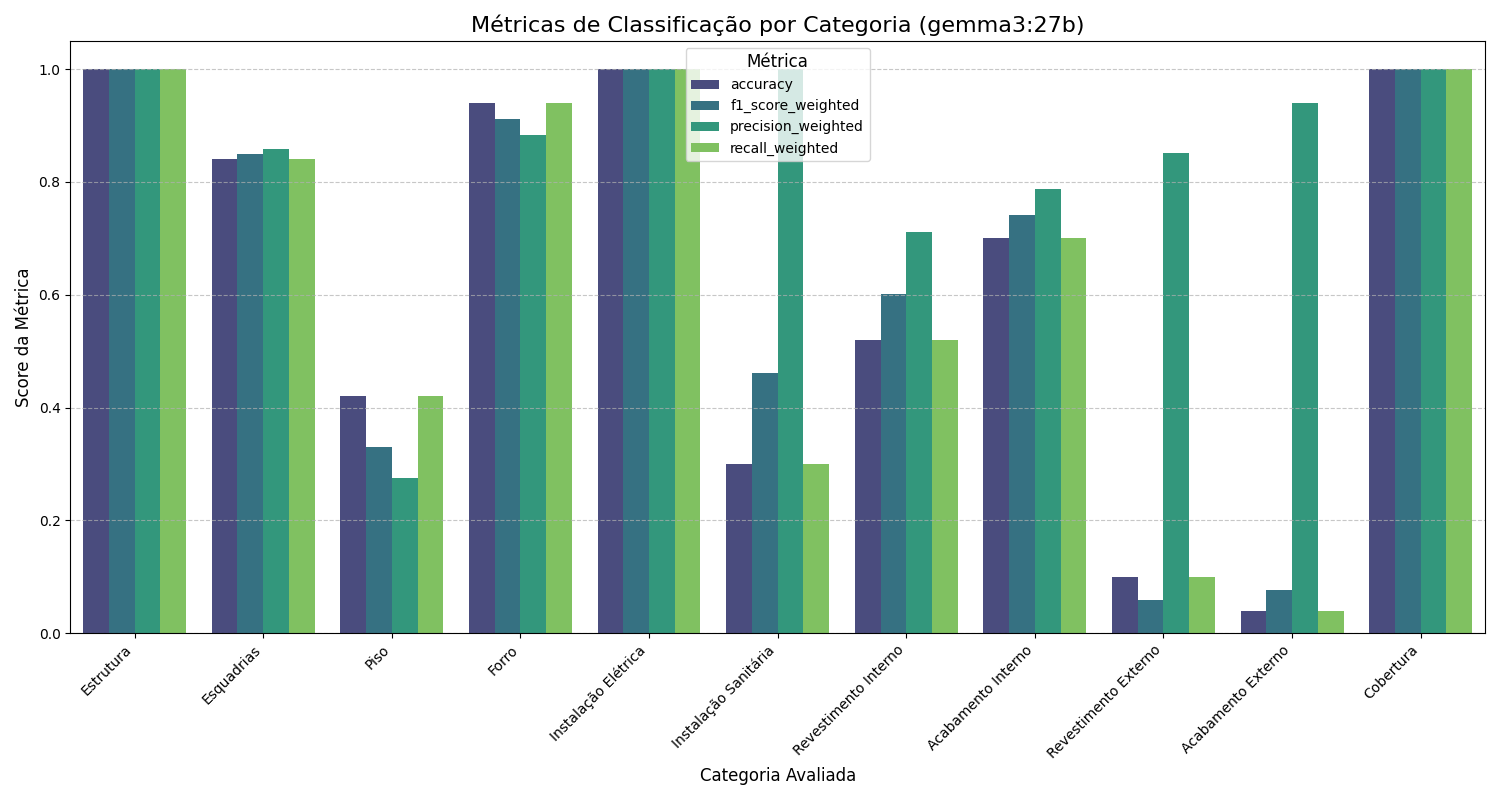 Métricas de Classificação por Categoria (gemma3:27b)
Métrica
accuracy
f1_score_weighted
precision_weighted
recall_weighted
Score da Métrica
1.0
0.8
0.6
0.4
0.2
0.0
Estrutura
Esquadrias
Piso
Forro
Instalação Elétrica
Instalação Sanitária
Revestimento Interno
Acabamento Interno
Revestimento Externo
Acabamento Externo
Cobertura
Categoria Avaliada